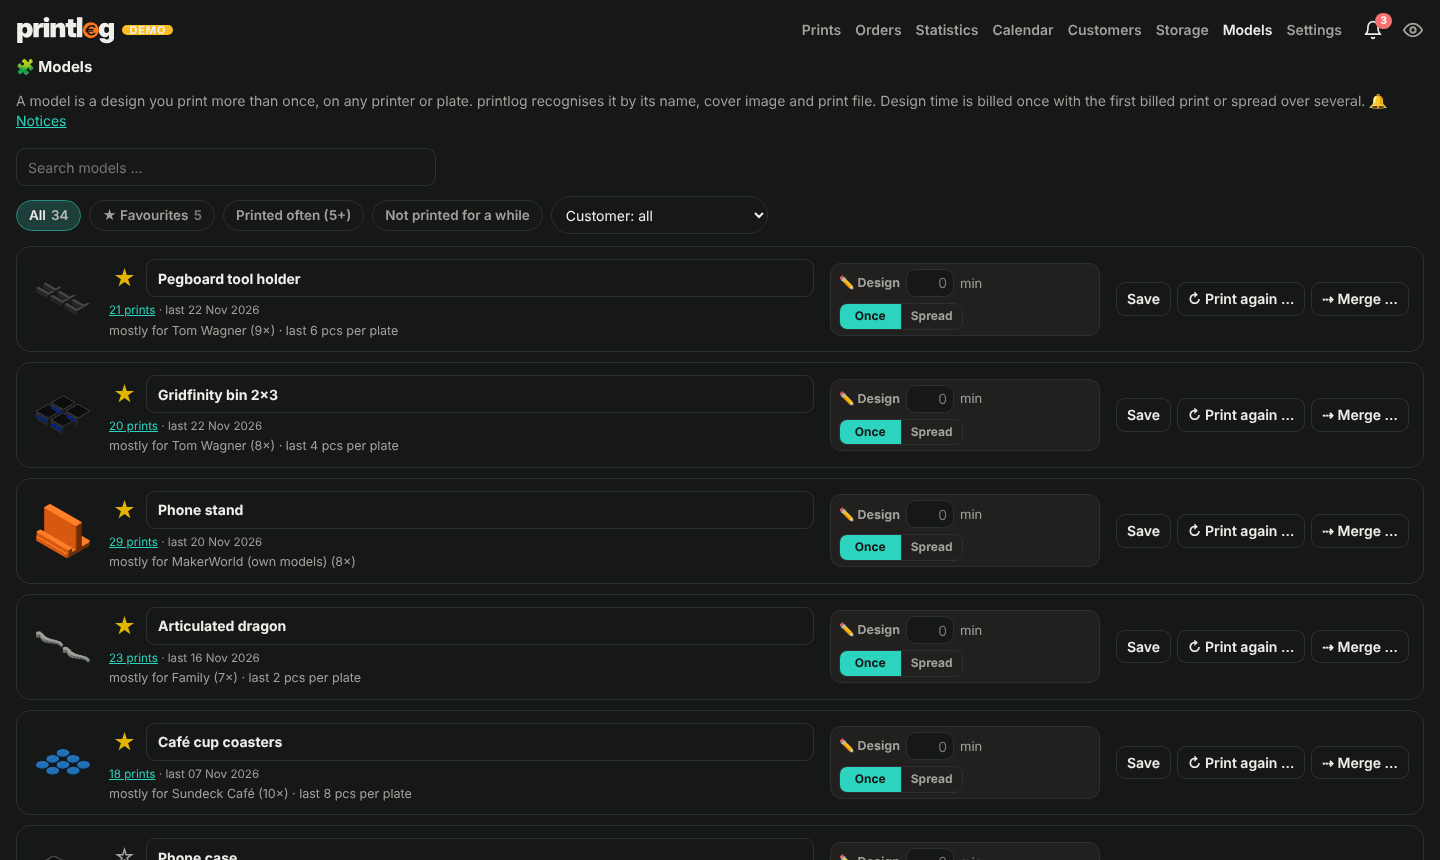 printlog DEMO
Prints Orders Statistics Calendar Customers Storage Models Settings 3
🧩 Models
A model is a design you print more than once, on any printer or plate. printlog recognises it by its name, cover image and print file. Design time is billed once with the first billed print or spread over several. 🔔
Notices
Search models ...
All 34 ★ Favourites 5 Printed often (5+) Not printed for a while Customer: all
★ Pegboard tool holder
21 prints · last 22 Nov 2026
mostly for Tom Wagner (9×) · last 6 pcs per plate
✏️ Design 0 min
Once Spread
Save ↻ Print again ... ⇢ Merge ...
★ Gridfinity bin 2×3
20 prints · last 22 Nov 2026
mostly for Tom Wagner (8×) · last 4 pcs per plate
✏️ Design 0 min
Once Spread
Save ↻ Print again ... ⇢ Merge ...
★ Phone stand
29 prints · last 20 Nov 2026
mostly for MakerWorld (own models) (8×)
✏️ Design 0 min
Once Spread
Save ↻ Print again ... ⇢ Merge ...
★ Articulated dragon
23 prints · last 16 Nov 2026
mostly for Family (7×) · last 2 pcs per plate
✏️ Design 0 min
Once Spread
Save ↻ Print again ... ⇢ Merge ...
★ Café cup coasters
18 prints · last 07 Nov 2026
mostly for Sundeck Café (10×) · last 8 pcs per plate
✏️ Design 0 min
Once Spread
Save ↻ Print again ... ⇢ Merge ...
☆ Phone case
✏️ Design 0 min